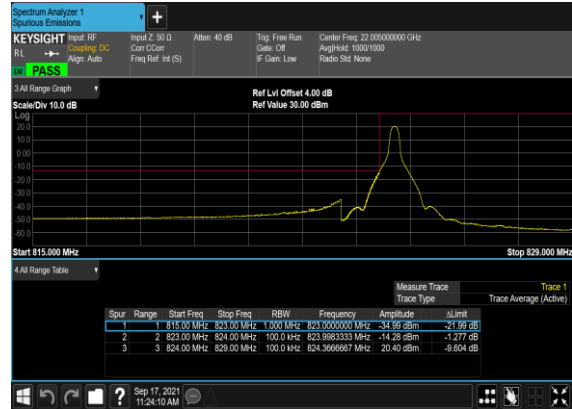 Spectrum Analyzer 1
Spurious Emissions
KEYSIGHT Input: RF Input Z: 50 Ω Atten: 40 dB Trig: Free Run Center Freq: 22.005000000 GHz
RL Coupling: DC Corr CCorr Gate: Off Avg|Hold: 1000/1000
Align: Auto Freq Ref: Int (S) IF Gain: Low Radio Std: None
PASS
3 All Range Graph
Ref Lvl Offset 4.00 dB
Scale/Div 10.0 dB Ref Value 30.00 dBm
Log
20.0
10.0
0.00
-10.0
-20.0
-30.0
-40.0
-50.0
-60.0
Start 815.000 MHz Stop 829.000 MHz
4 All Range Table
Measure Trace Trace 1
Trace Type Trace Average (Active)
Spur Range Start Freq Stop Freq RBW Frequency Amplitude ΔLimit
1 1 815.00 MHz 823.00 MHz 1.000 MHz 823.0000000 MHz -34.99 dBm -21.99 dB
2 2 823.00 MHz 824.00 MHz 100.0 kHz 823.9983333 MHz -14.28 dBm -1.277 dB
3 3 824.00 MHz 829.00 MHz 100.0 kHz 824.3666667 MHz 20.40 dBm -9.604 dB
? Sep 17, 2021
11:24:10 AM